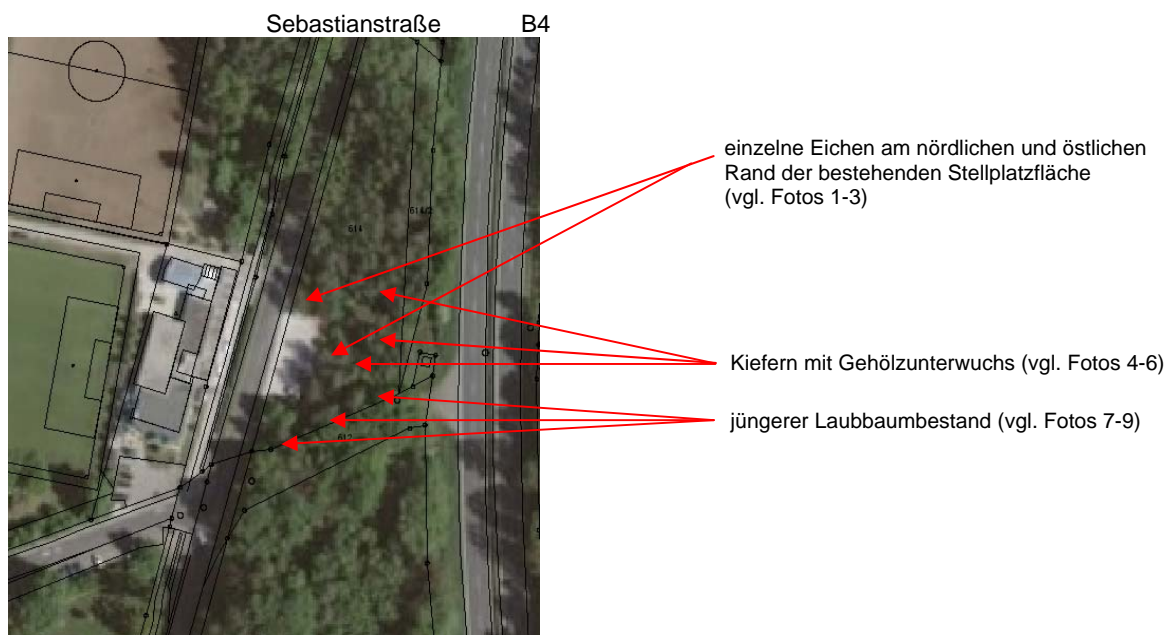 Sebastianstraße B4
einzelne Eichen am nördlichen und östlichen
Rand der bestehenden Stellplatzfläche
(vgl. Fotos 1-3)
614/2
614
Kiefern mit Gehölzunterwuchs (vgl. Fotos 4-6)
jüngerer Laubbaumbestand (vgl. Fotos 7-9)
612